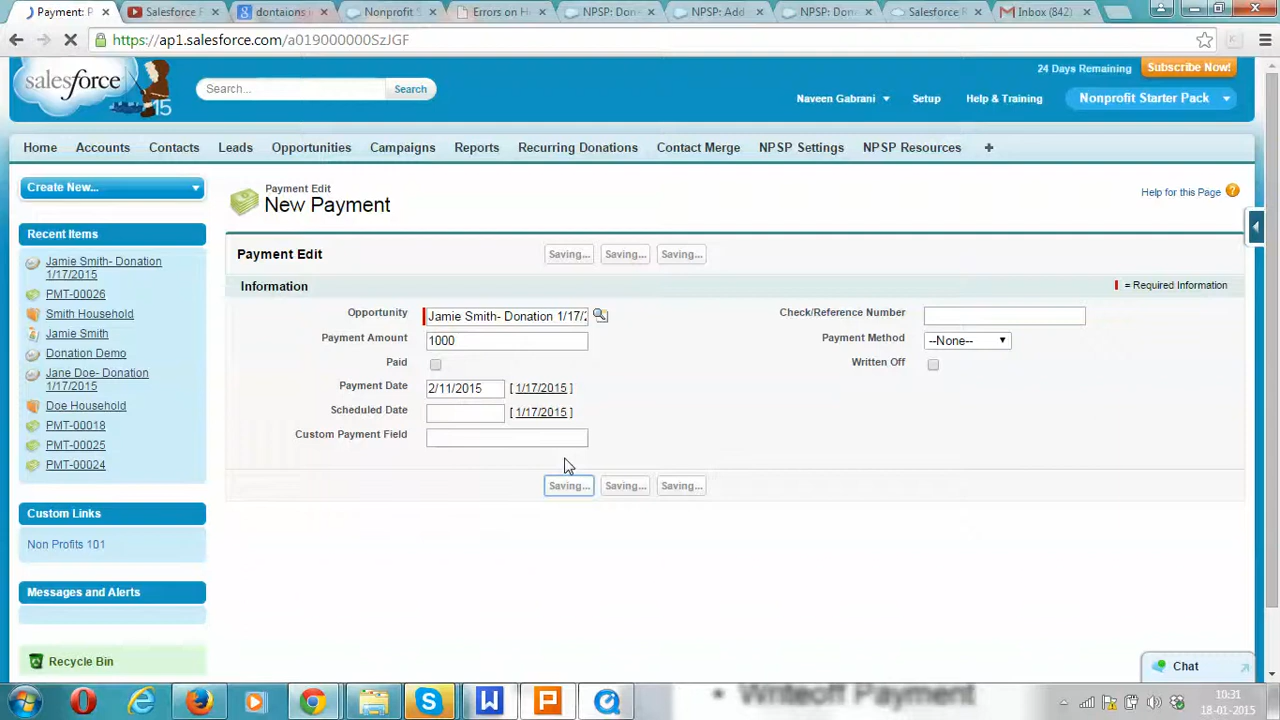 Payment: P
Salesforce F
dontaions i
Nonprofit S
Errors on H
NPSP: Don
NPSP: Add
NPSP: Don
Salesforce R
Inbox (842)
https://ap1.salesforce.com/a019000000SzJGF
salesforce
15
Search...
Search
24 Days Remaining
Subscribe Now!
Naveen Gabrani
Setup
Help & Training
Nonprofit Starter Pack
Home
Accounts
Contacts
Leads
Opportunities
Campaigns
Reports
Recurring Donations
Contact Merge
NPSP Settings
NPSP Resources
+
Create New...
Recent Items
Jamie Smith- Donation
1/17/2015
PMT-00026
Smith Household
Jamie Smith
Donation Demo
Jane Doe- Donation
1/17/2015
Doe Household
PMT-00018
PMT-00025
PMT-00024
Custom Links
Non Profits 101
Messages and Alerts
Recycle Bin
Payment Edit
New Payment
Help for this Page
Payment Edit
Saving...
Saving...
Saving...
Information
= Required Information
Opportunity
Jamie Smith- Donation 1/17/2
Check/Reference Number
Payment Amount
1000
Payment Method
--None--
Paid
Written Off
Payment Date
2/11/2015
[ 1/17/2015 ]
Scheduled Date
[ 1/17/2015 ]
Custom Payment Field
Saving...
Saving...
Saving...
Chat
• Writeoff Payment
10:31
18-01-2015